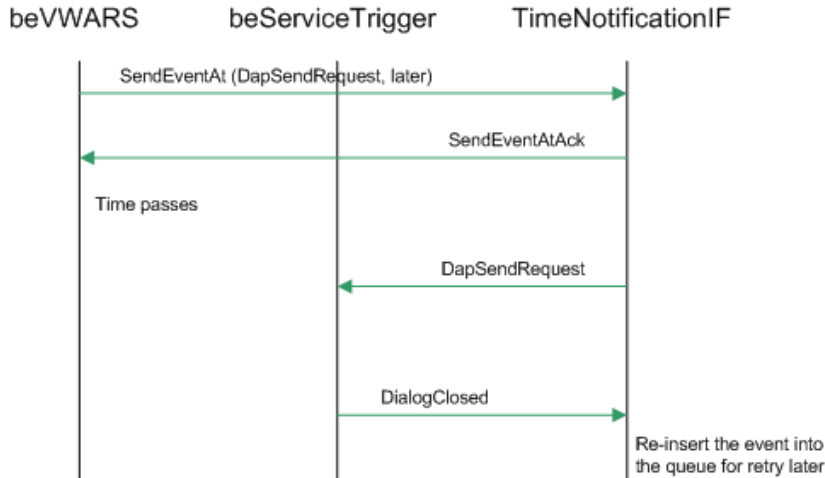 beVWARS beServiceTrigger TimeNotificationIF
SendEventAt (DapSendRequest, later)
SendEventAtAck
Time passes
DapSendRequest
DialogClosed
Re-insert the event into
the queue for retry later